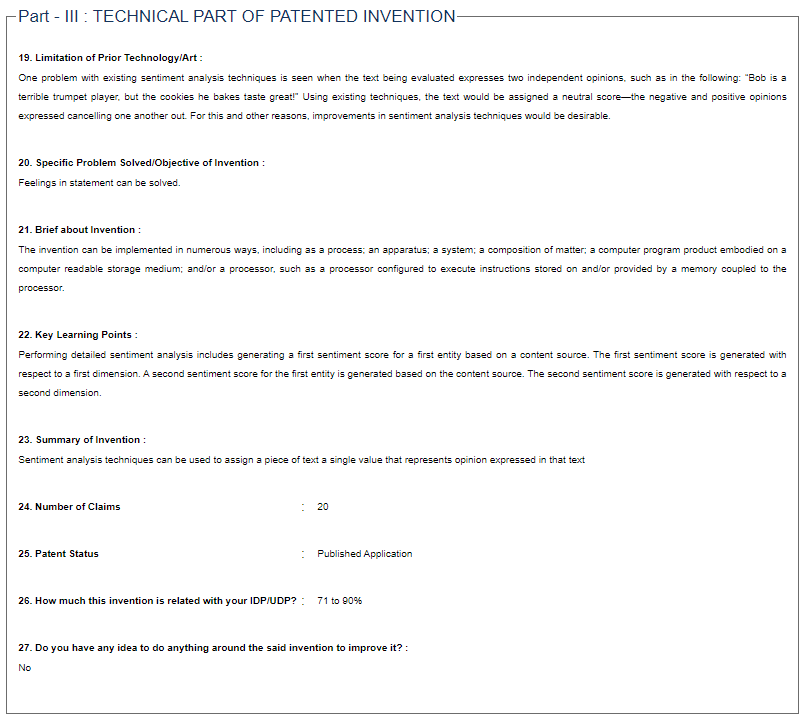 Part - III : TECHNICAL PART OF PATENTED INVENTION
19. Limitation of Prior Technology/Art :
One problem with existing sentiment analysis techniques is seen when the text being evaluated expresses two independent opinions, such as in the following: "Bob is a
terrible trumpet player, but the cookies he bakes taste great!" Using existing techniques, the text would be assigned a neutral score—the negative and positive opinions
expressed cancelling one another out. For this and other reasons, improvements in sentiment analysis techniques would be desirable.
20. Specific Problem Solved/Objective of Invention :
Feelings in statement can be solved.
21. Brief about Invention :
The invention can be implemented in numerous ways, including as a process; an apparatus; a system; a composition of matter; a computer program product embodied on a
computer readable storage medium; and/or a processor, such as a processor configured to execute instructions stored on and/or provided by a memory coupled to the
processor.
22. Key Learning Points :
Performing detailed sentiment analysis includes generating a first sentiment score for a first entity based on a content source. The first sentiment score is generated with
respect to a first dimension. A second sentiment score for the first entity is generated based on the content source. The second sentiment score is generated with respect to a
second dimension.
23. Summary of Invention :
Sentiment analysis techniques can be used to assign a piece of text a single value that represents opinion expressed in that text
24. Number of Claims : 20
25. Patent Status : Published Application
26. How much this invention is related with your IDP/UDP? : 71 to 90%
27. Do you have any idea to do anything around the said invention to improve it? :
No